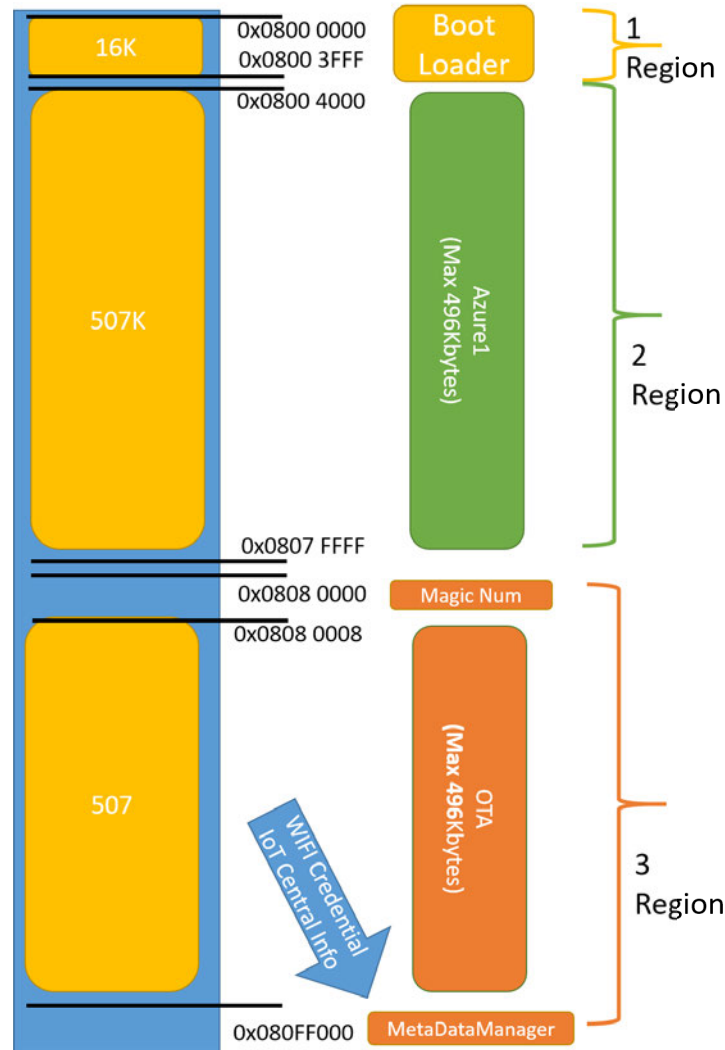 16K
0x0800 0000
0x0800 3FFF
Boot
Loader
1
Region
0x0800 4000
507K
Azure1
(Max 496Kbytes)
2
Region
0x0807 FFFF
0x0808 0000
Magic Num
0x0808 0008
507
OTA
(Max 496Kbytes)
WIFI Credential
IoT Central Info
3
Region
0x080FF000
MetaDataManager